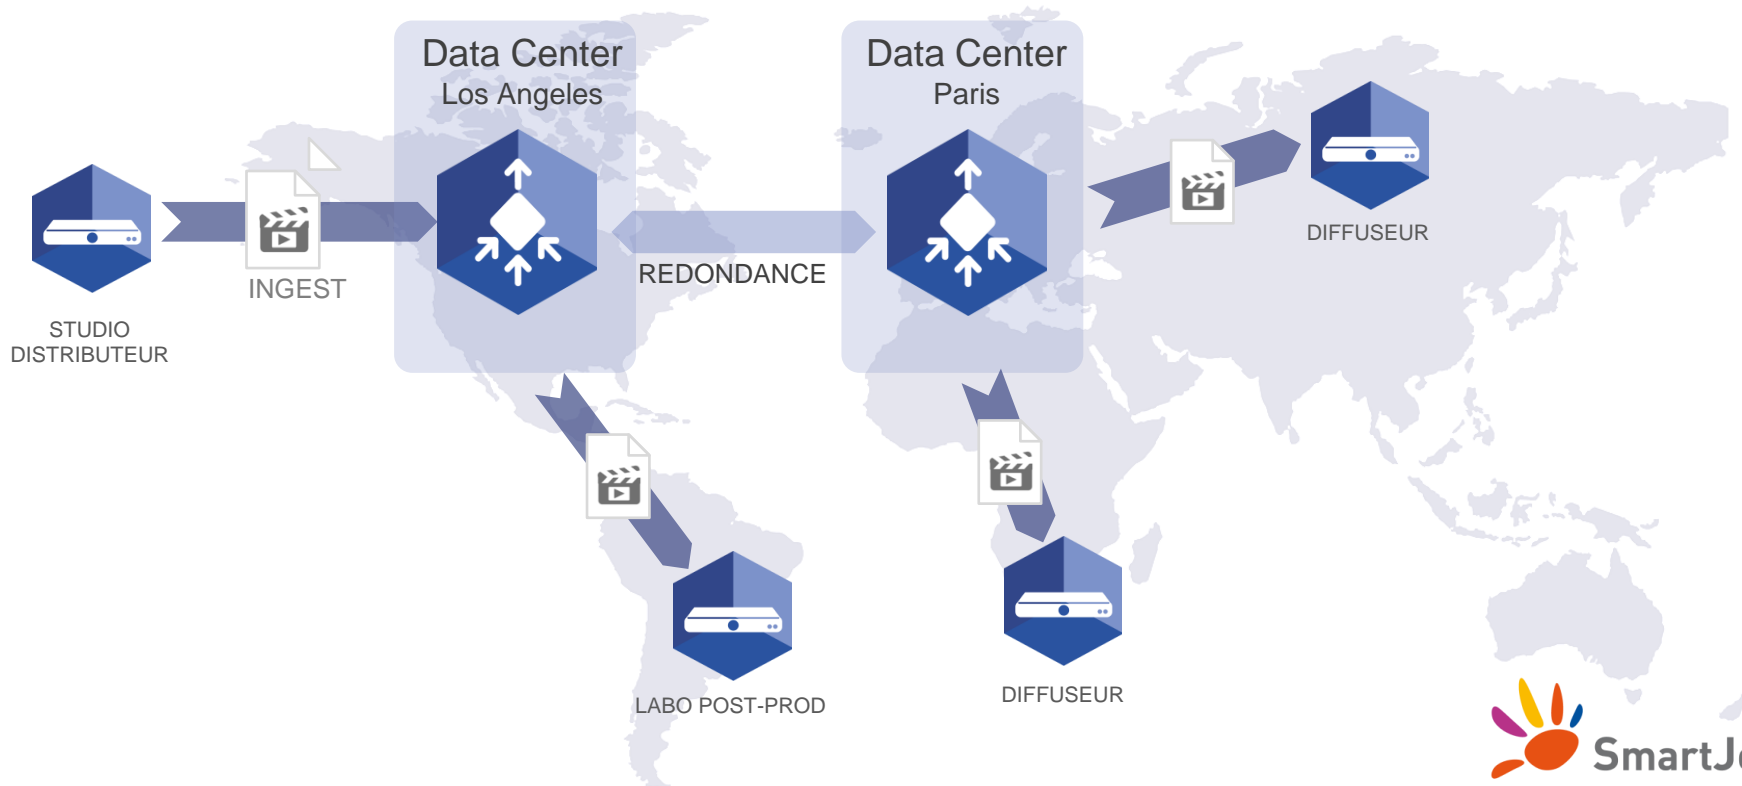 Data Center
Los Angeles
Data Center
Paris
DIFFUSEUR
REDONDANCE
INGEST
STUDIO
DISTRIBUTEUR
LABO POST-PROD
DIFFUSEUR